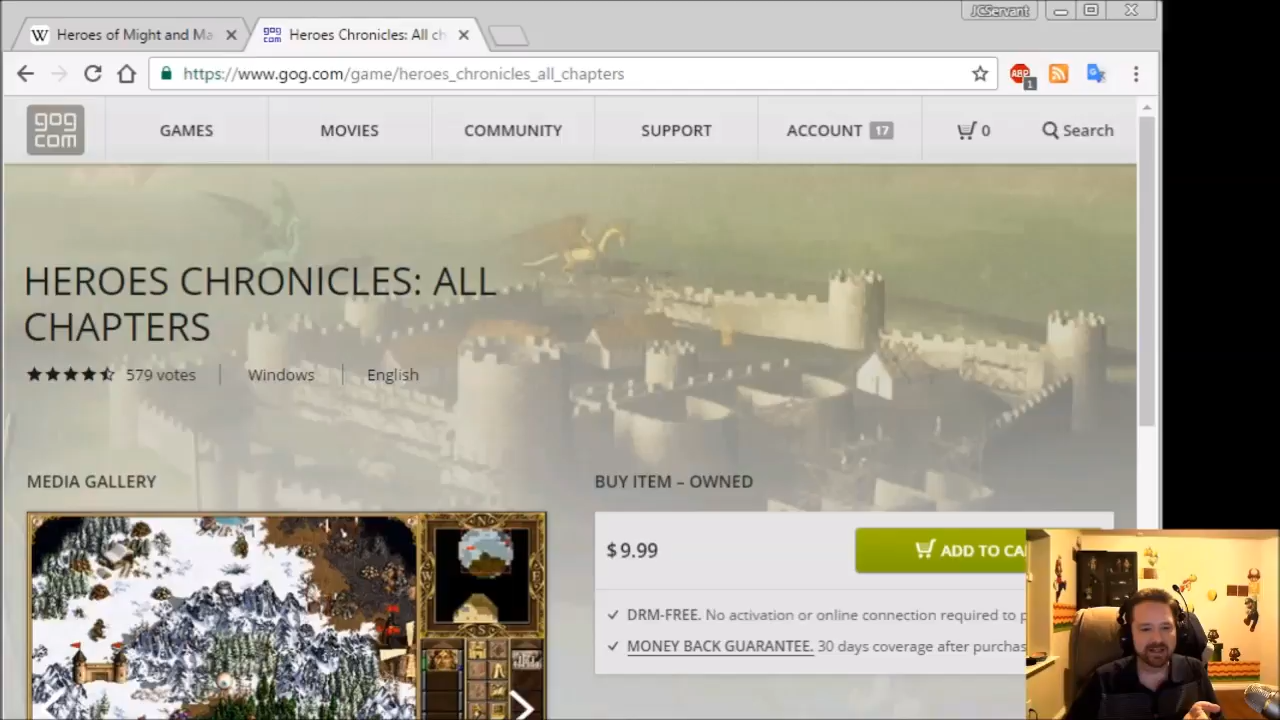 JCServant
Heroes of Might and Ma
Heroes Chronicles: All ch
https://www.gog.com/game/heroes_chronicles_all_chapters
ABP
1
gog
com
GAMES
MOVIES
COMMUNITY
SUPPORT
ACCOUNT 17
0
Search
HEROES CHRONICLES: ALL
CHAPTERS
579 votes
Windows
English
MEDIA GALLERY
BUY ITEM – OWNED
$9.99
ADD TO CA
DRM-FREE. No activation or online connection required to p
MONEY BACK GUARANTEE. 30 days coverage after purchas